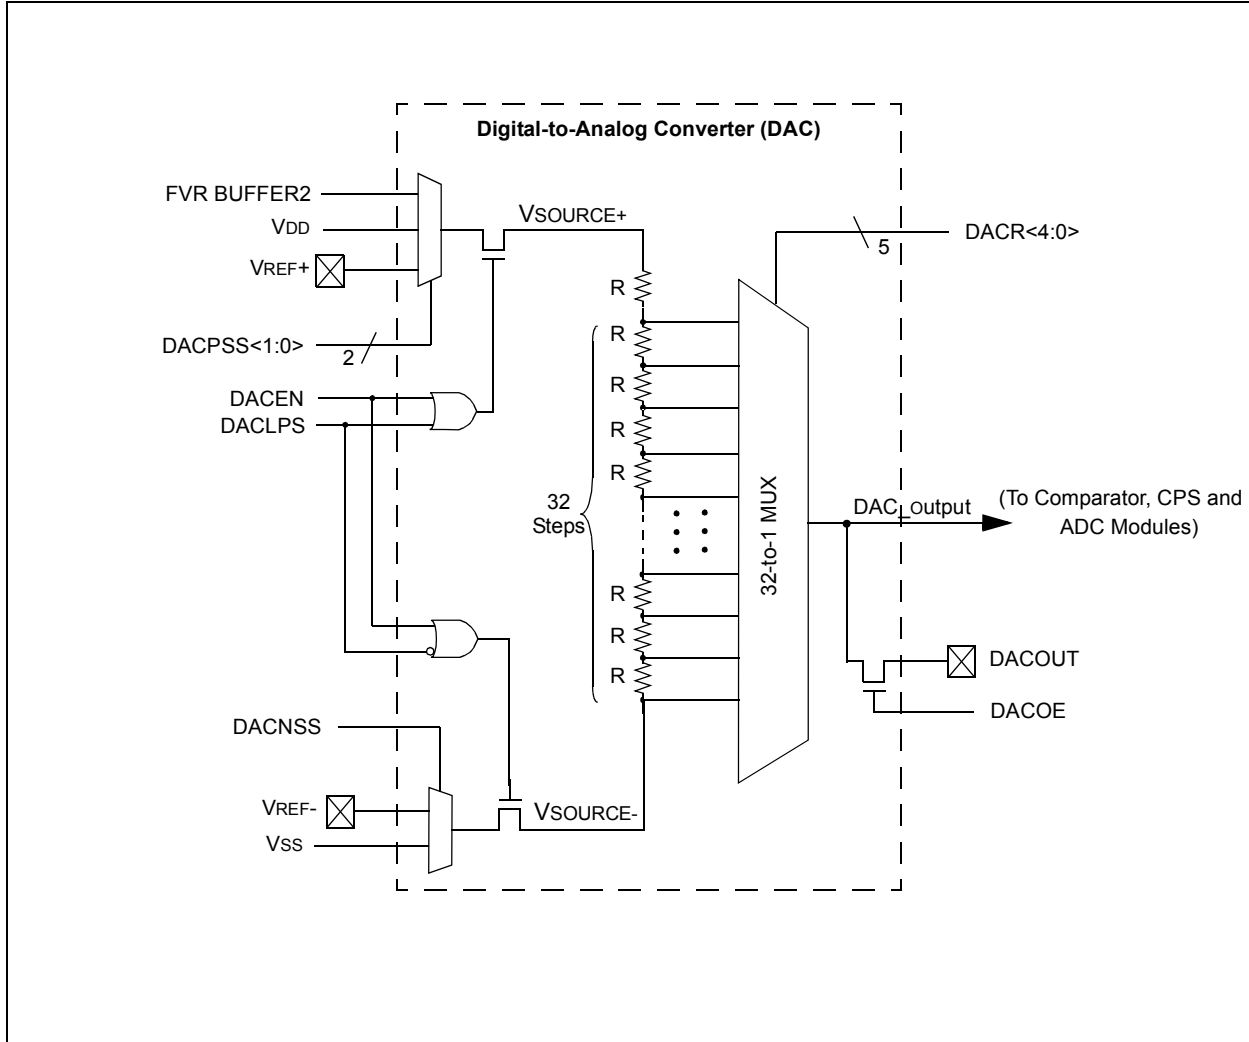 Digital-to-Analog Converter (DAC)
FVR BUFFER2
VDD
VREF+
VSOURCE+
DACR<4:0>
5
DACPSS<1:0>
2
DACEN
DACLPS
R
R
R
R
R
32
Steps
R
R
R
32-to-1 MUX
DAC_Output
(To Comparator, CPS and
ADC Modules)
DACOUT
DACOE
DACNSS
VREF-
VSS
VSOURCE-